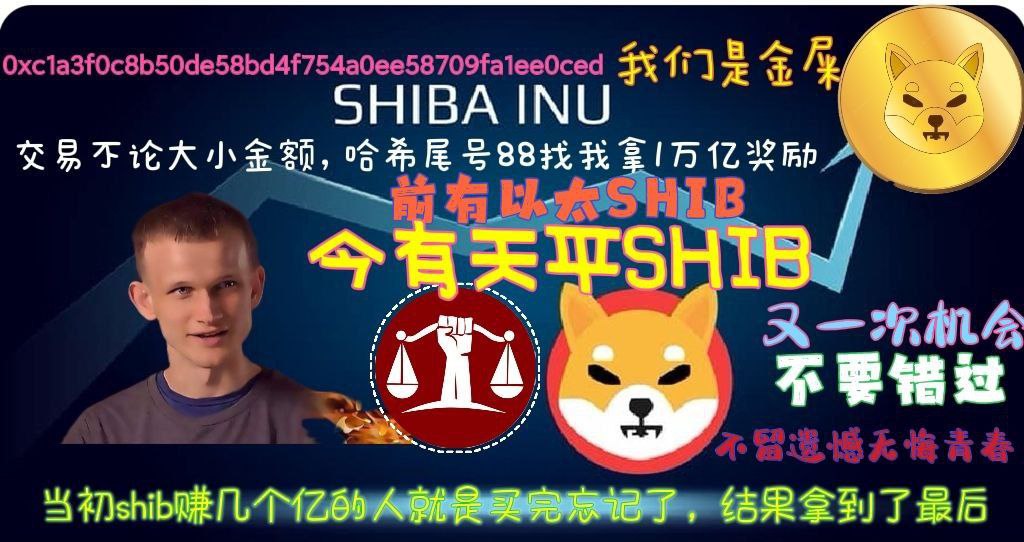 0xc1a3f0c8b50de58bd4f754a0ee58709fa1ee0ced
我们是金屎
SHIBA INU
交易不论大小金额,哈希尾号88找我拿1万亿奖励
前有以太SHIB
今有天平SHIB
又一次机会
不要错过
不留遗憾无悔青春
当初shib赚几个亿的人就是买完忘记了，结果拿到了最后